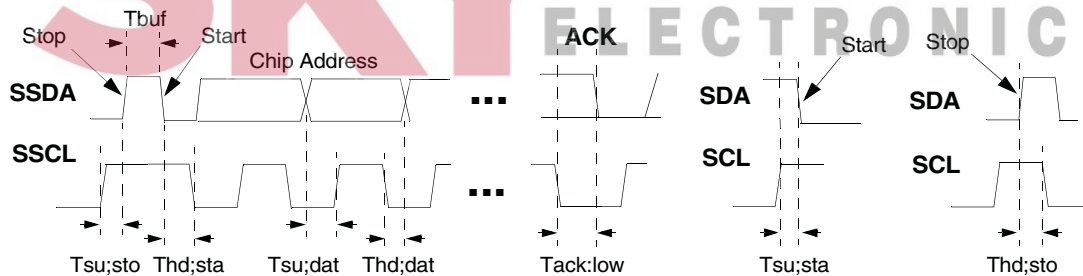 ELECTRONIC
Tbuf
Stop Start ACK Start Stop
Chip Address
SSDA ... SDA SDA
SSCL ... SCL SCL
Tsu;sto Thd;sta Tsu;dat Thd;dat Tack:low Tsu;sta Thd;sto